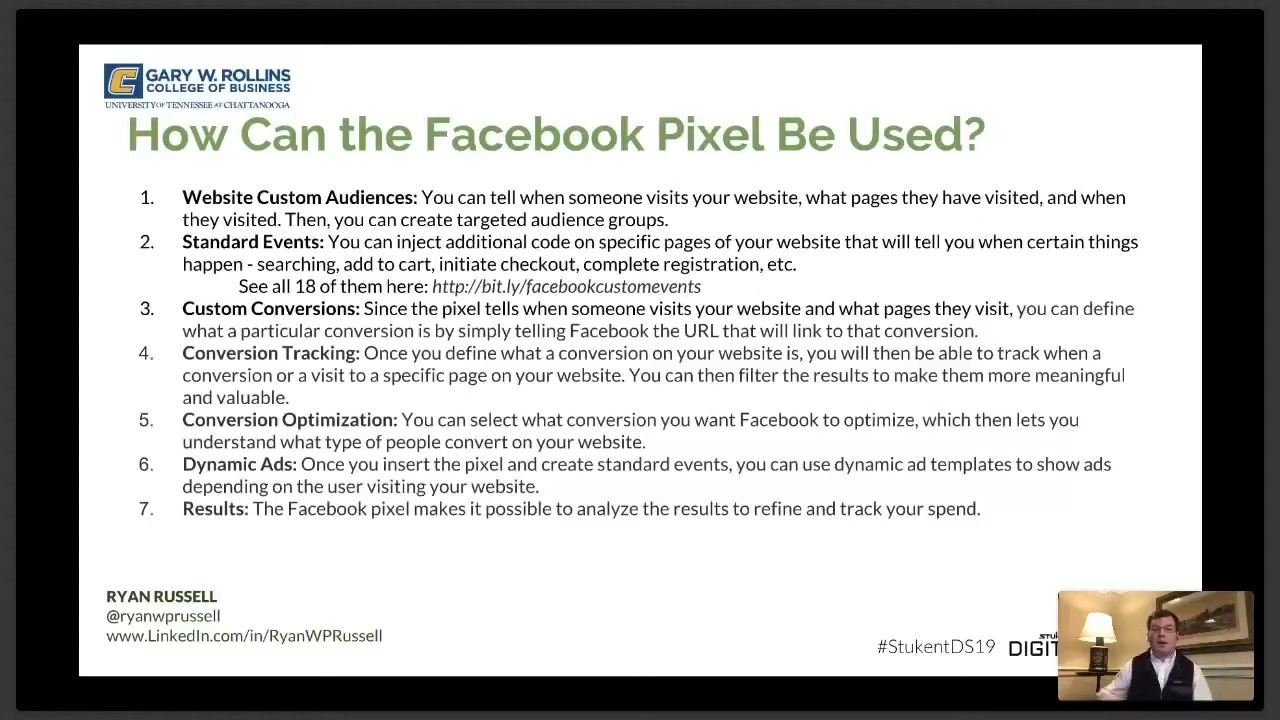 GARY W. ROLLINS
COLLEGE OF BUSINESS
UNIVERSITY OF TENNESSEE AT CHATTANOOGA
How Can the Facebook Pixel Be Used?
1. Website Custom Audiences: You can tell when someone visits your website, what pages they have visited, and when
they visited. Then, you can create targeted audience groups.
2. Standard Events: You can inject additional code on specific pages of your website that will tell you when certain things
happen - searching, add to cart, initiate checkout, complete registration, etc.
See all 18 of them here: http://bit.ly/facebookcustomevents
3. Custom Conversions: Since the pixel tells when someone visits your website and what pages they visit, you can define
what a particular conversion is by simply telling Facebook the URL that will link to that conversion.
4. Conversion Tracking: Once you define what a conversion on your website is, you will then be able to track when a
conversion or a visit to a specific page on your website. You can then filter the results to make them more meaningful
and valuable.
5. Conversion Optimization: You can select what conversion you want Facebook to optimize, which then lets you
understand what type of people convert on your website.
6. Dynamic Ads: Once you insert the pixel and create standard events, you can use dynamic ad templates to show ads
depending on the user visiting your website.
7. Results: The Facebook pixel makes it possible to analyze the results to refine and track your spend.
RYAN RUSSELL
@ryanwprussell
www.LinkedIn.com/in/RyanWPRussell
#StukentDS19